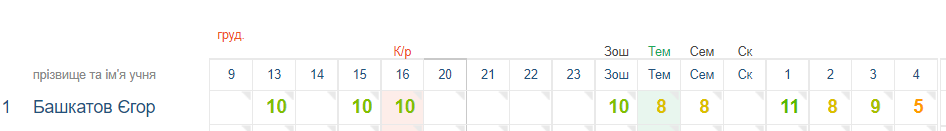 груд.
К/р Зош Тем Сем Ск
прізвище та ім'я учня 9 13 14 15 16 20 21 22 23 Зош Тем Сем Ск 1 2 3 4
1 Башкатов Єгор 10 10 10 10 8 8 11 8 9 5